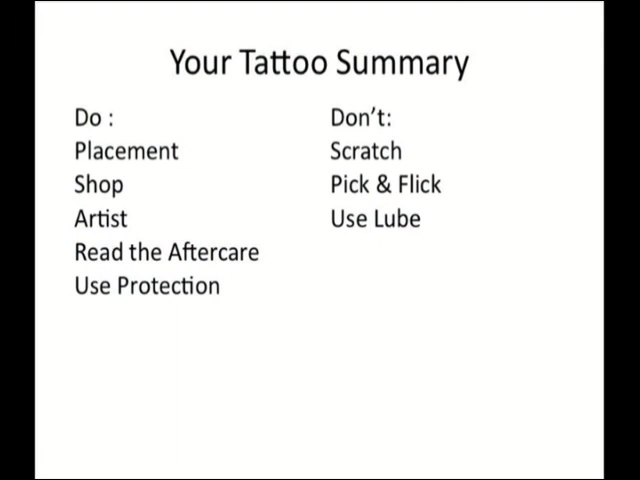 Your Tattoo Summary
Do :
Placement
Shop
Artist
Read the Aftercare
Use Protection
Don't:
Scratch
Pick & Flick
Use Lube